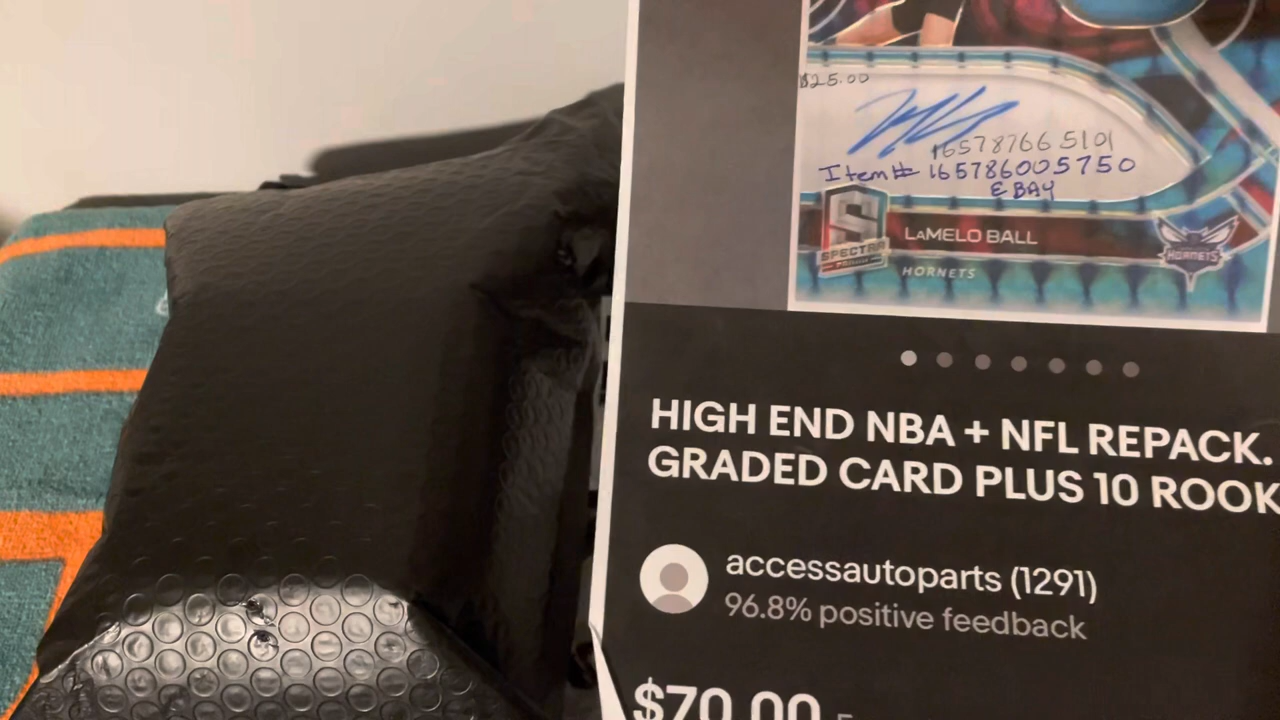 $25.00
16578766 5101
Item# 165786005750
EBAY
SPECTRA
LAMELO BALL
HORNETS
HORNETS
HIGH END NBA + NFL REPACK.
GRADED CARD PLUS 10 ROOK
accessautoparts (1291)
96.8% positive feedback
$70.00